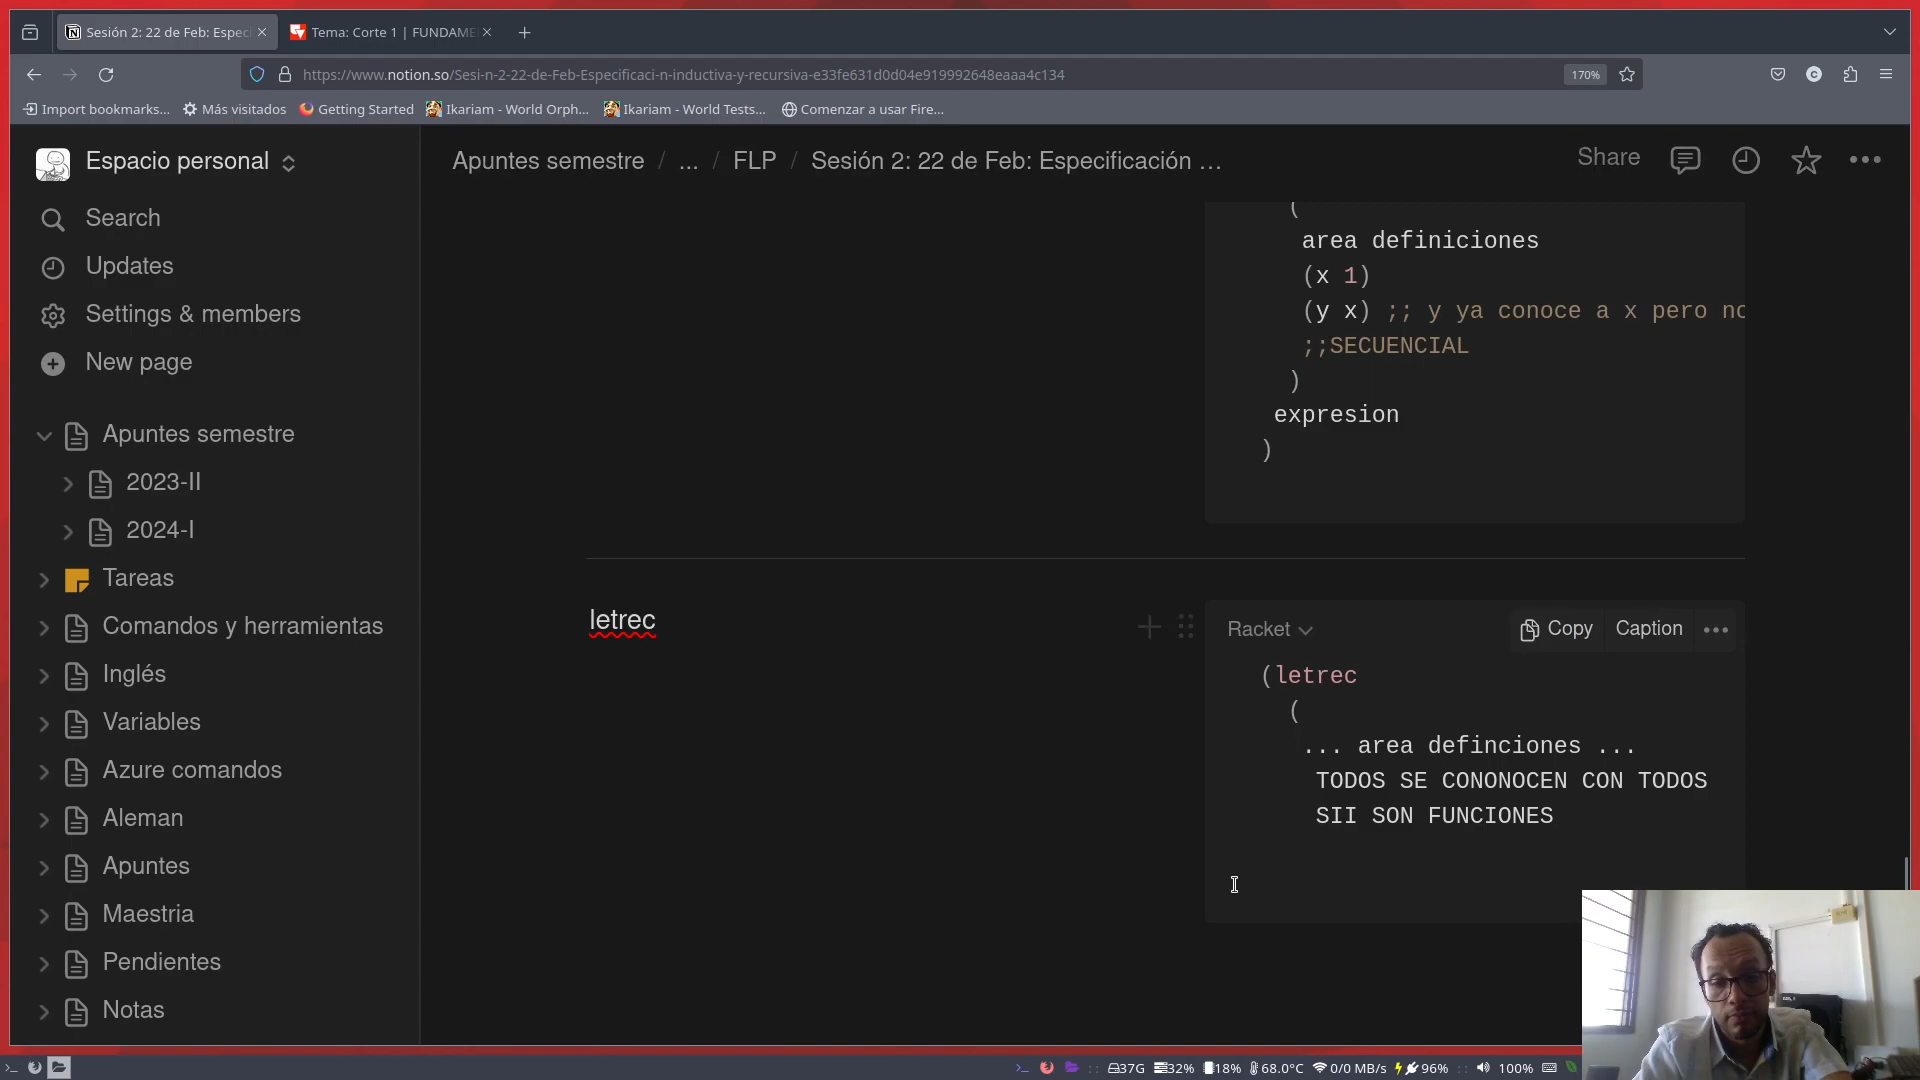 Sesión 2: 22 de Feb: Espec
Tema: Corte 1 | FUNDAME
https://www.notion.so/Sesi-n-2-22-de-Feb-Especificaci-n-inductiva-y-recursiva-e33fe631d0d04e919992648eaaa4c134
170%
Import bookmarks...
Más visitados
Getting Started
Ikariam - World Orph...
Ikariam - World Tests...
Comenzar a usar Fire...
Espacio personal
Apuntes semestre / ... / FLP / Sesión 2: 22 de Feb: Especificación ...
Share
Search
Updates
Settings & members
New page
Apuntes semestre
2023-II
2024-I
Tareas
Comandos y herramientas
Inglés
Variables
Azure comandos
Aleman
Apuntes
Maestria
Pendientes
Notas
(
area definiciones
(x 1)
(y x) ;; y ya conoce a x pero no
;;SECUENCIAL
)
expresion
)
letrec
Racket
Copy
Caption
(letrec
(
... area definciones ...
TODOS SE CONONOCEN CON TODOS
SII SON FUNCIONES
37G
32%
18%
68.0°C
0/0 MB/s
96%
100%